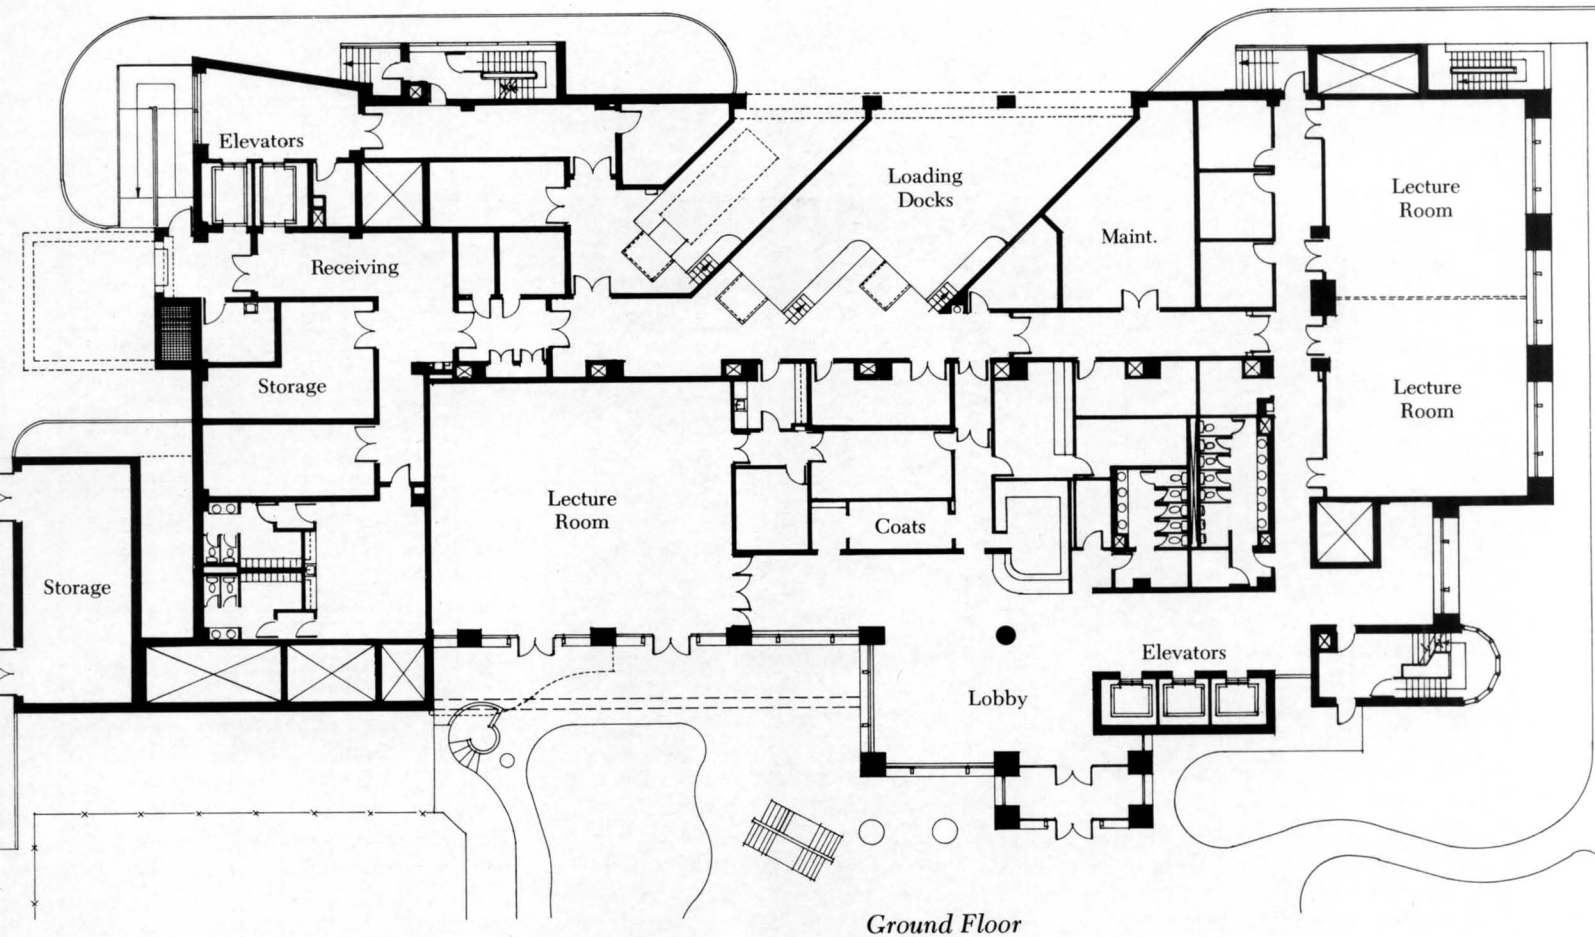 Elevators
Loading
Docks
Lecture
Room
Maint.
Receiving
Storage
Lecture
Room
Lecture
Room
Coats
Storage
Elevators
Lobby
Ground Floor